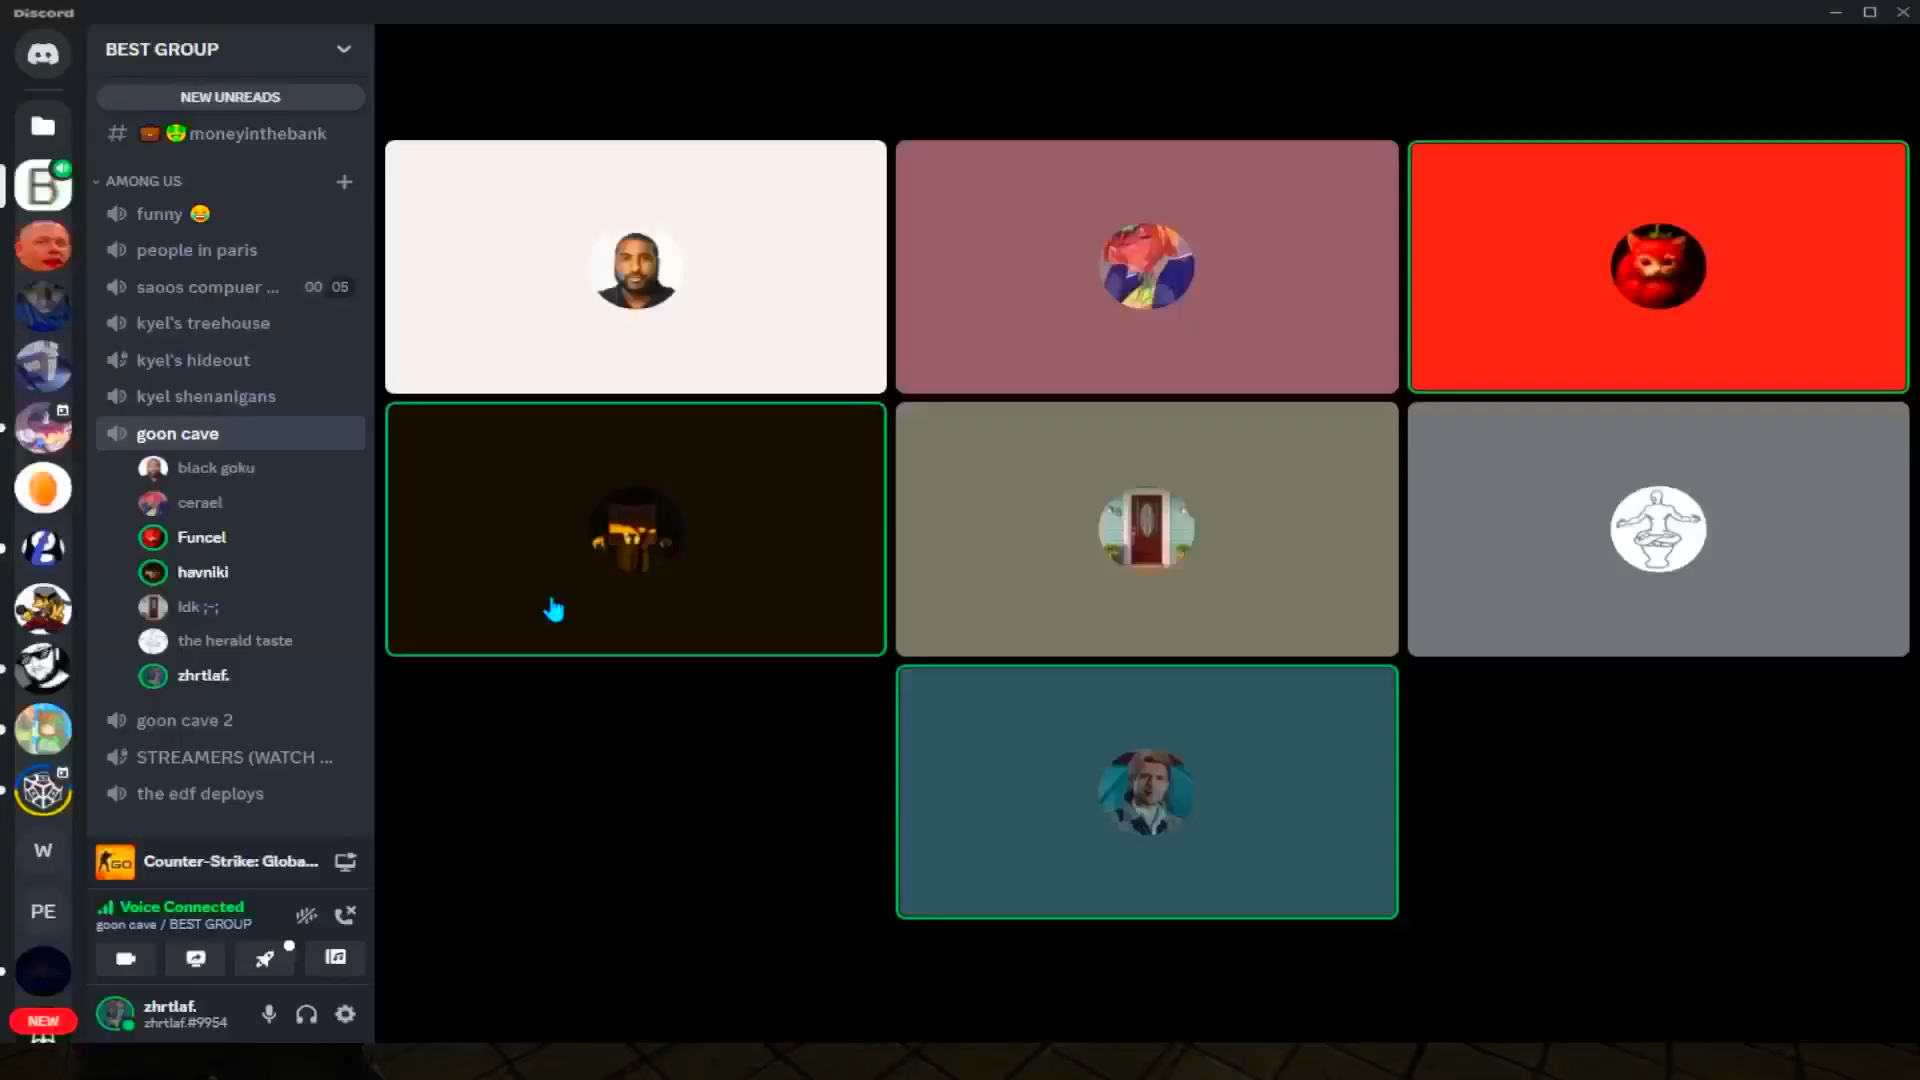 Discord
BEST GROUP
NEW UNREADS
moneyinthebank
AMONG US
funny
people in paris
saoos compuer ... 00 05
kyel's treehouse
kyel's hideout
kyel shenanigans
goon cave
black goku
cerael
Funcel
havniki
Idk ;-;
the herald taste
zhrtlaf.
goon cave 2
STREAMERS (WATCH ...
the edf deploys
W
GO
Counter-Strike: Globa...
PE
Voice Connected
goon cave / BEST GROUP
zhrtlaf.
zhrtlaf.#9954
NEW